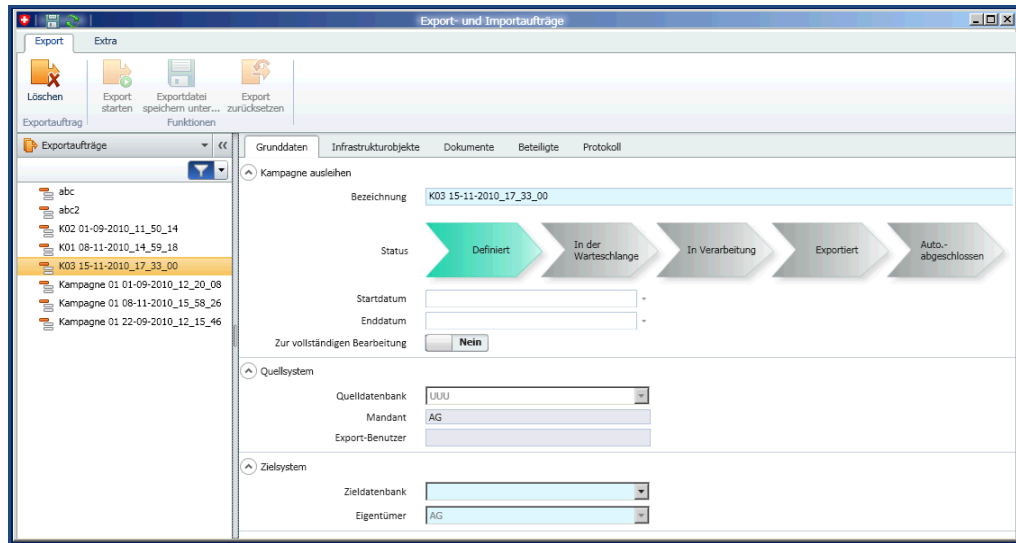 Export- und Importaufträge
Export Extra
Löschen
Export starten
Exportdatei speichern unter...
Export zurücksetzen
Exportauftrag Funktionen
Exportaufträge
abc
abc2
K02 01-09-2010_11_50_14
K01 08-11-2010_14_59_18
K03 15-11-2010_17_33_00
Kampagne 01 01-09-2010_12_20_08
Kampagne 01 08-11-2010_15_58_26
Kampagne 01 22-09-2010_12_15_46
Grunddaten Infrastrukturobjekte Dokumente Beteiligte Protokoll
Kampagne ausleihen
Bezeichnung K03 15-11-2010_17_33_00
Status Definiert In der Warteschlange In Verarbeitung Exportiert Auto.-abgeschlossen
Startdatum
Enddatum
Zur vollständigen Bearbeitung Nein
Quellsystem
Quelldatenbank UUU
Mandant AG
Export-Benutzer
Zielsystem
Zieldatenbank
Eigentümer AG